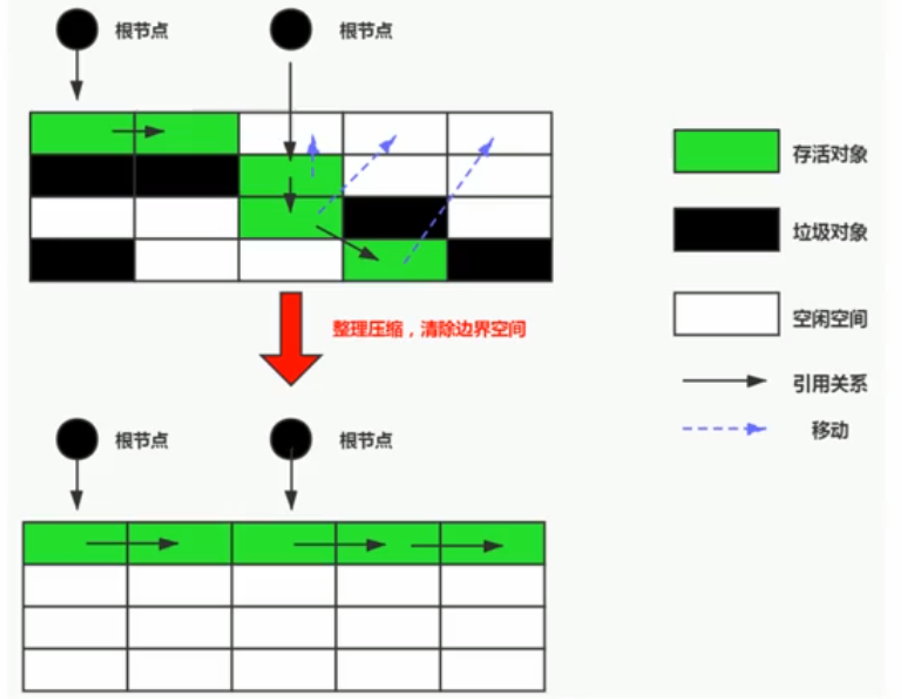 根节点
根节点
存活对象
垃圾对象
空闲空间
整理压缩，清除边界空间
引用关系
移动
根节点
根节点